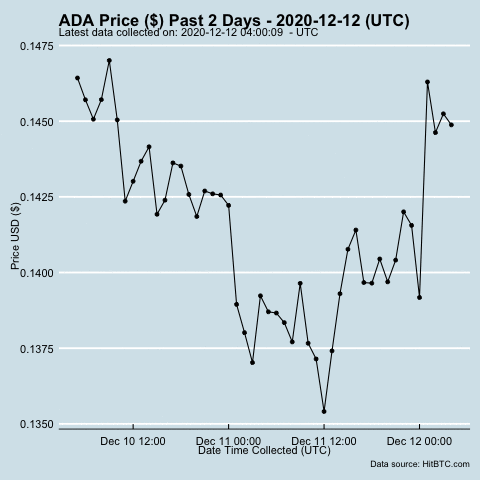 ADA Price ($) Past 2 Days - 2020-12-12 (UTC)
Latest data collected on: 2020-12-12 04:00:09 - UTC
0.1475
0.1450
0.1425
0.1400
0.1375
0.1350
Price USD ($)
Dec 10 12:00 Dec 11 00:00 Dec 11 12:00 Dec 12 00:00
Date Time Collected (UTC)
Data source: HitBTC.com